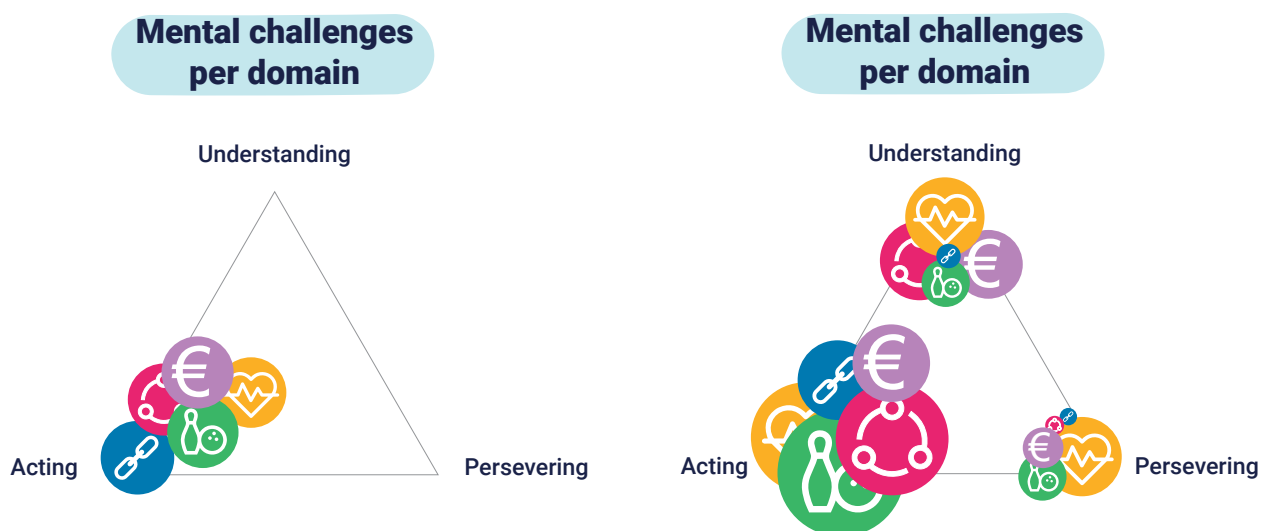 Mental challenges
per domain
Understanding
€
Acting
Persevering
Mental challenges
per domain
Understanding
€
€
Acting
€
Persevering